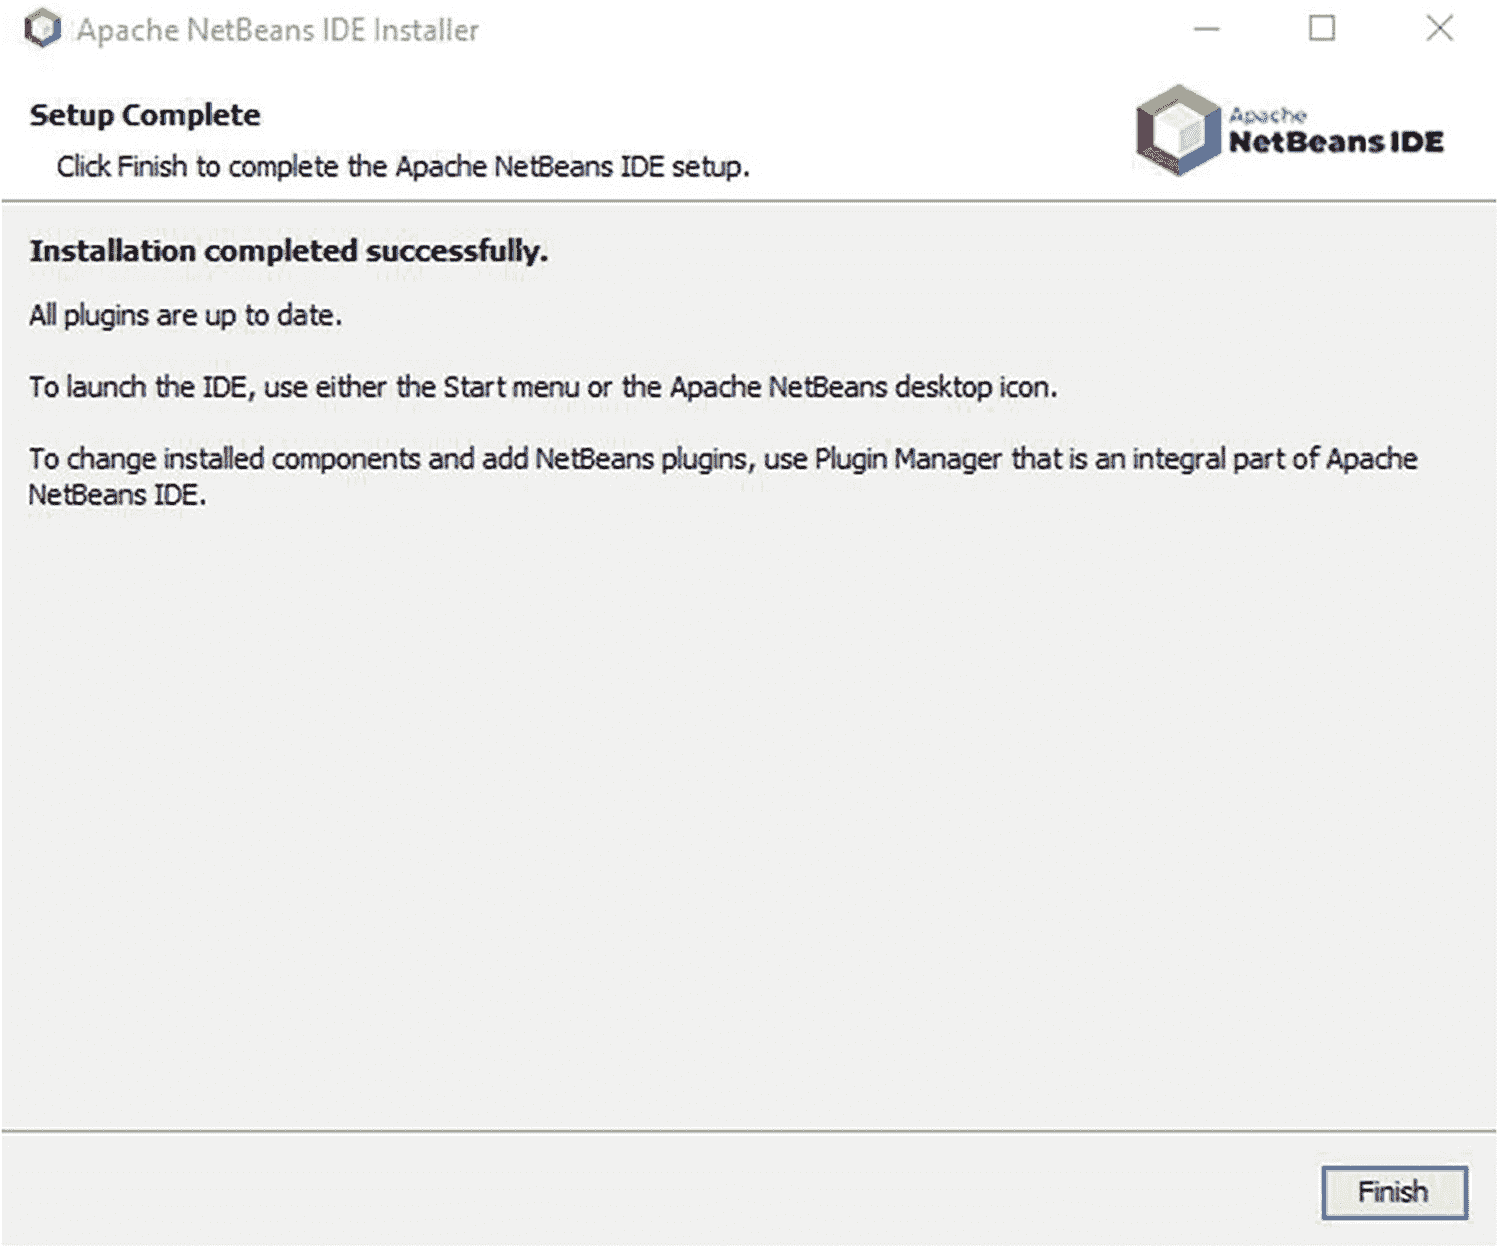 Apache NetBeans IDE Installer
Setup Complete
Click Finish to complete the Apache NetBeans IDE setup.
Apache
NetBeans IDE
Installation completed successfully.
All plugins are up to date.
To launch the IDE, use either the Start menu or the Apache NetBeans desktop icon.
To change installed components and add NetBeans plugins, use Plugin Manager that is an integral part of Apache
NetBeans IDE.
Finish